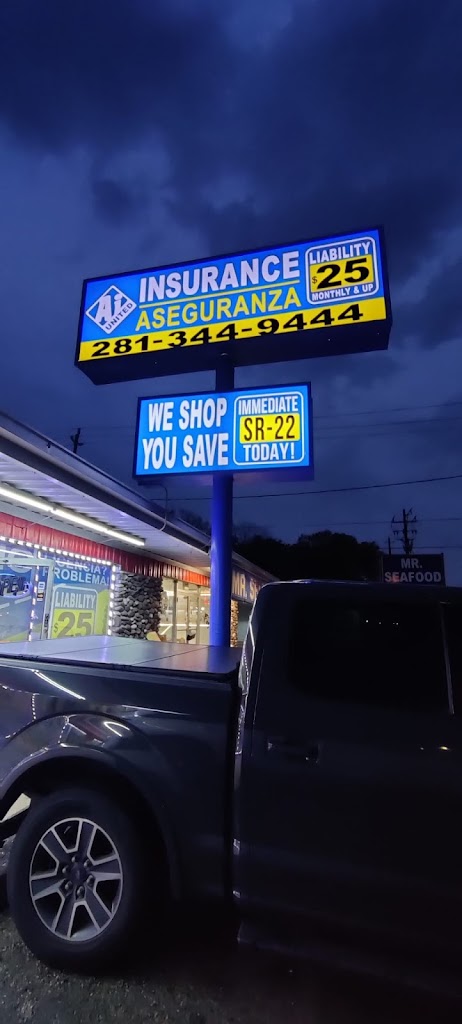 A1
UNITED
INSURANCE
ASEGURANZA
281-344-9444
LIABILITY
$25
MONTHLY & UP
WE SHOP
YOU SAVE
IMMEDIATE
SR-22
TODAY!
PROBLEMA
LIABILITY
25
MR.
SEAFOOD